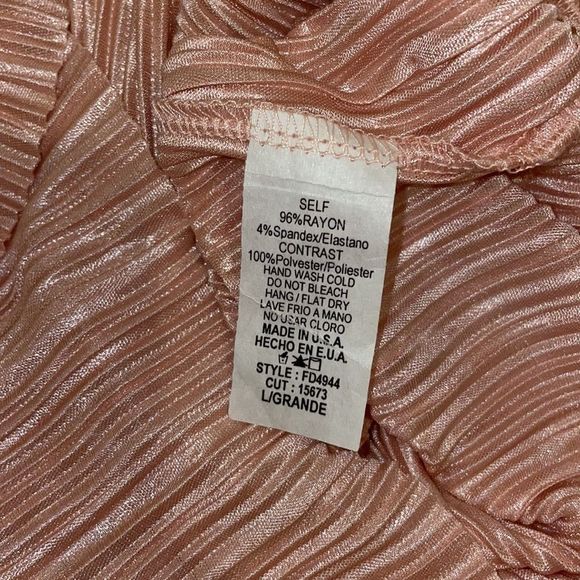 SELF
96%RAYON
4%Spandex/Elastano
CONTRAST
100%Polyester/Poliester
HAND WASH COLD
DO NOT BLEACH
HANG / FLAT DRY
LAVE FRIO A MANO
NO USAR CLORO
MADE IN U.S.A.
HECHO EN E.U.A.
STYLE : FD4944
CUT : 15673
L/GRANDE